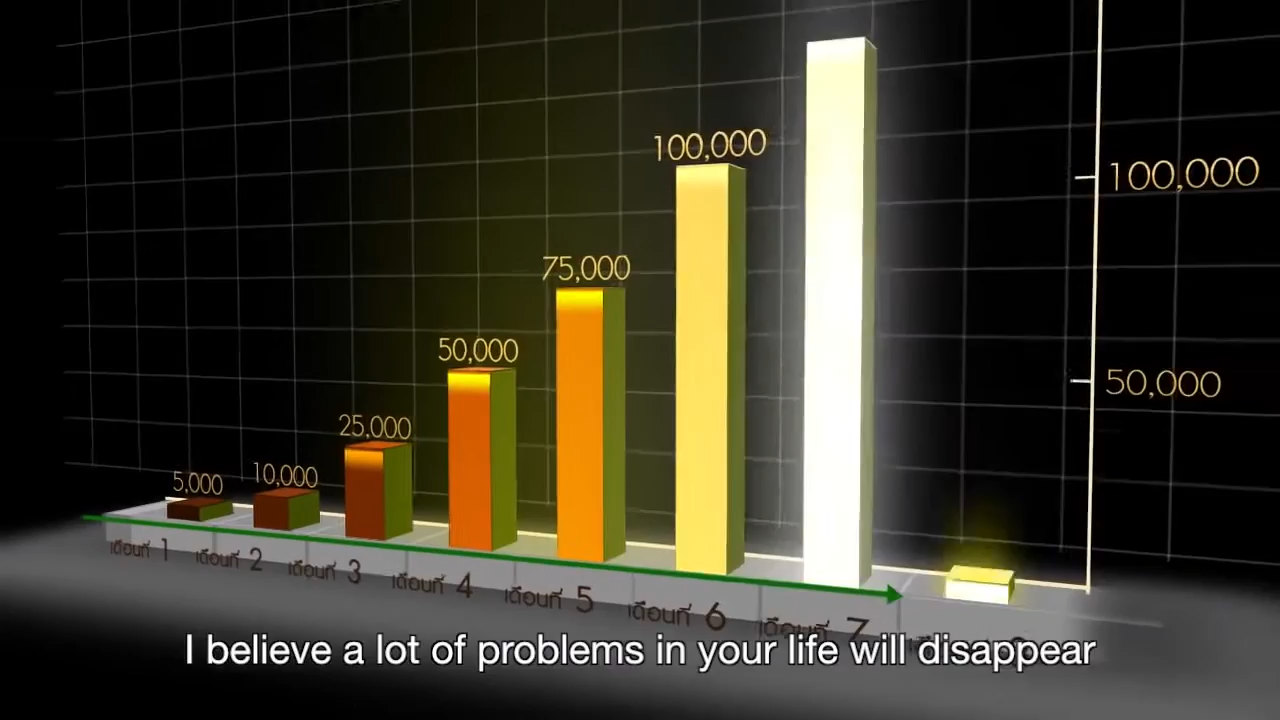 100,000
100,000
75,000
50,000
50,000
25,000
10,000
5,000
เดือนที่ 1
เดือนที่ 2
เดือนที่ 3
เดือนที่ 4
เดือนที่ 5
เดือนที่ 6
เดือนที่ 7
I believe a lot of problems in your life will disappear